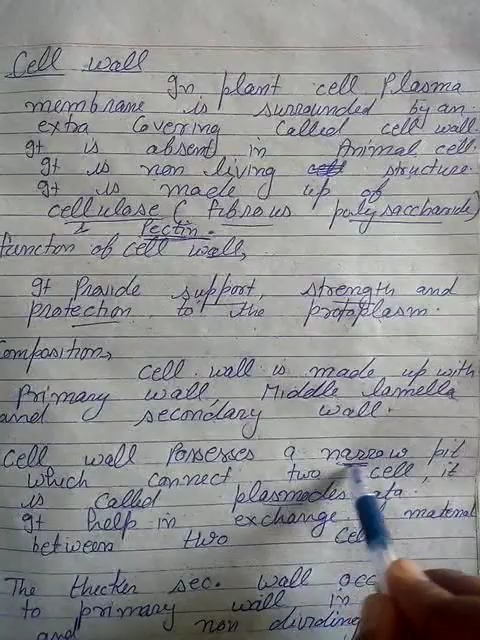 Cell wall
In plant cell Plasma
membrane is surrounded by an
extra Covering Called cell wall.
It is absent in Animal cell.
It is non living structure.
It is made up of
cellulase ( fibrous polysaccharide)
& Pectin.
function of cell wall,
It Provide support, strength and
protection to the protoplasm.
Composition,
Cell wall is made up with
Primary wall, Middle lamella
and secondary wall.
Cell wall Possesses a narrow pit
which connect two cell, it
is Called plasmodesmata.
It help in exchange material
between two Cell
The thicker sec. wall occ
to primary will in
and non dividing